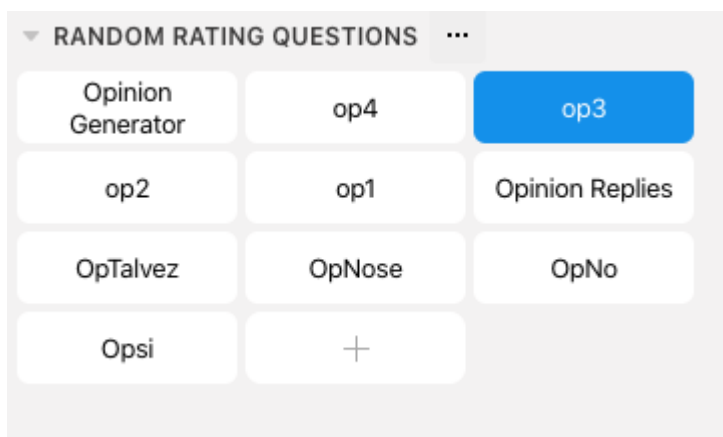 RANDOM RATING QUESTIONS ...
Opinion
Generator
op4
op3
op2
op1
Opinion Replies
OpTalvez
OpNose
OpNo
Opsi
+